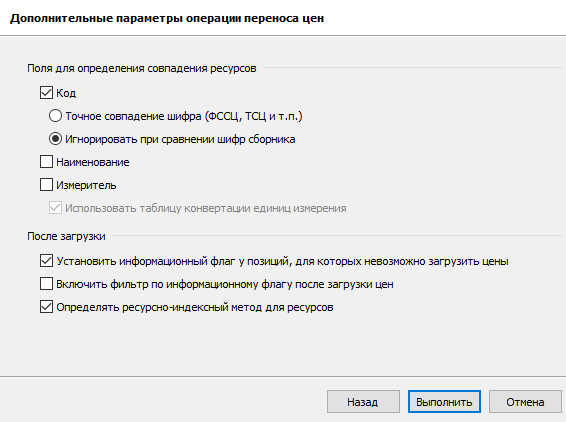 Дополнительные параметры операции переноса цен
Поля для определения совпадения ресурсов
Код
Точное совпадение шифра (ФССЦ, ТСЦ и т.п.)
Игнорировать при сравнении шифр сборника
Наименование
Измеритель
Использовать таблицу конвертации единиц измерения
После загрузки
Установить информационный флаг у позиций, для которых невозможно загрузить цены
Включить фильтр по информационному флагу после загрузки цен
Определять ресурсно-индексный метод для ресурсов
Назад
Выполнить
Отмена